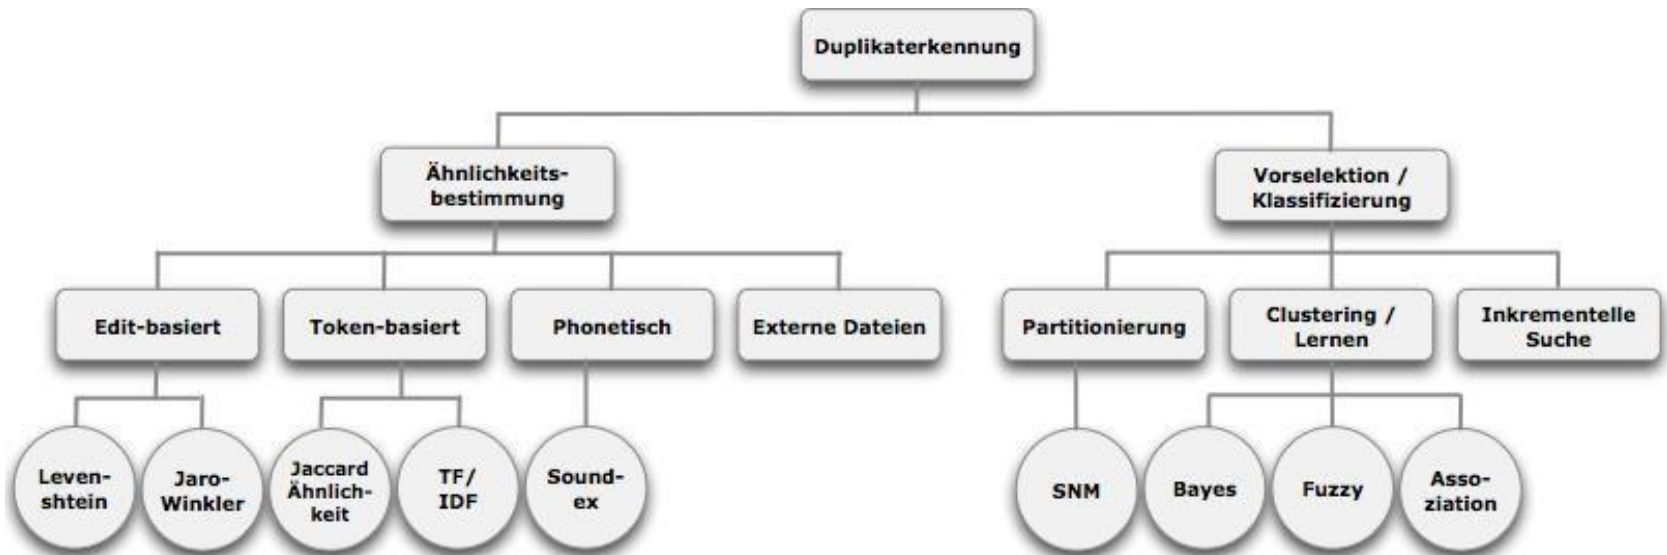 Duplikaterkennung
Ähnlichkeits-
bestimmung
Vorselektion /
Klassifizierung
Edit-basiert
Token-basiert
Phonetisch
Externe Dateien
Partitionierung
Clustering /
Lernen
Inkrementelle
Suche
Leven-
shtein
Jaro-
Winkler
Jaccard
Ähnlich-
keit
TF/
IDF
Sound-
ex
SNM
Bayes
Fuzzy
Asso-
ziation